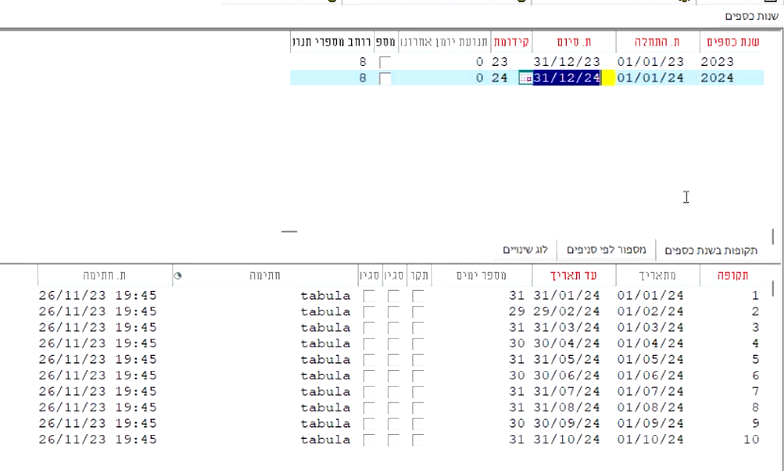 שנות כספים
שנת כספים ת. התחלה ת. סיום קידומת תנועת יומן אחרונו מספ רוחב מספרי תנוג
2023 01/01/23 31/12/23 23 0 8
2024 01/01/24 31/12/24 24 0 8
תקופות בשנת כספים מספור לפי סניפים לוג שינויים
תקופה מתאריך עד תאריך מספר ימים תקו סגיו סגיו חתימה ת. חתימה
1 01/01/24 31/01/24 31 tabula 26/11/23 19:45
2 01/02/24 29/02/24 29 tabula 26/11/23 19:45
3 01/03/24 31/03/24 31 tabula 26/11/23 19:45
4 01/04/24 30/04/24 30 tabula 26/11/23 19:45
5 01/05/24 31/05/24 31 tabula 26/11/23 19:45
6 01/06/24 30/06/24 30 tabula 26/11/23 19:45
7 01/07/24 31/07/24 31 tabula 26/11/23 19:45
8 01/08/24 31/08/24 31 tabula 26/11/23 19:45
9 01/09/24 30/09/24 30 tabula 26/11/23 19:45
10 01/10/24 31/10/24 31 tabula 26/11/23 19:45